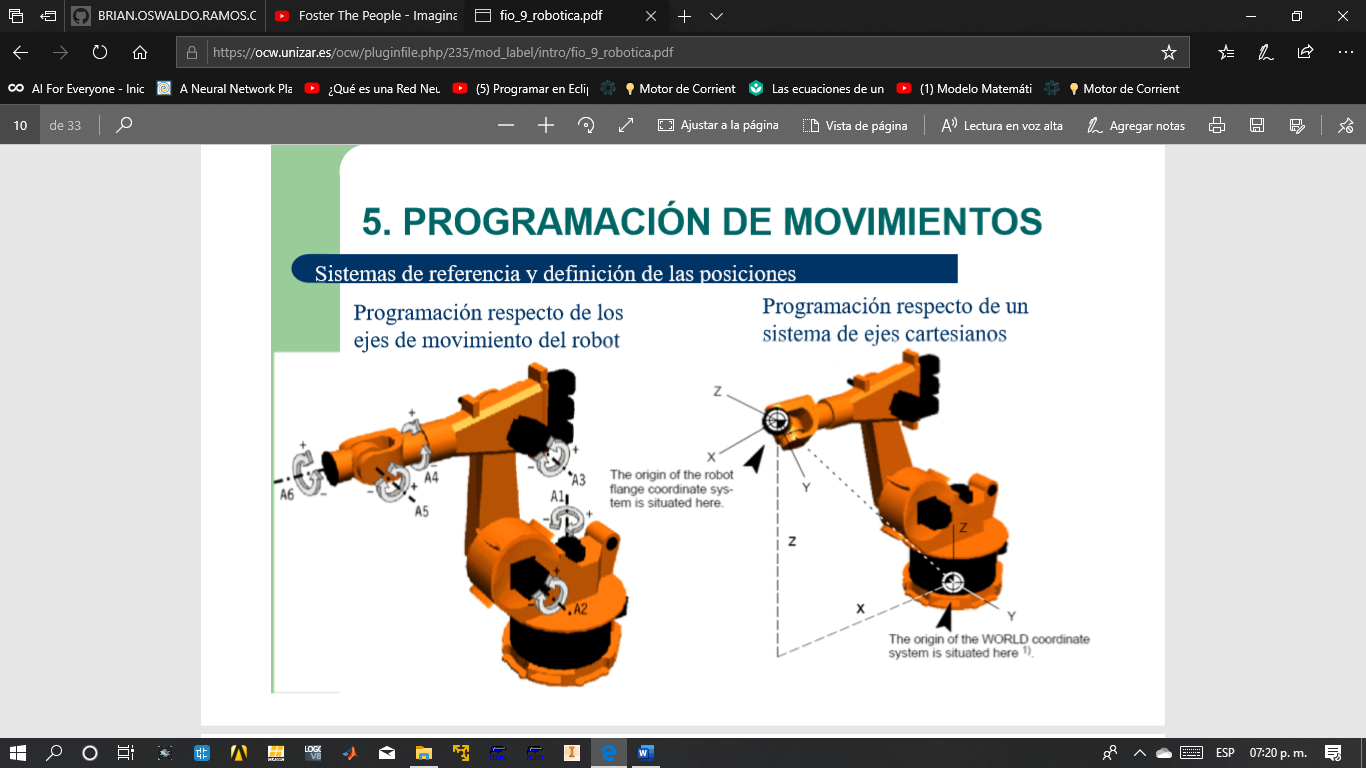 BRIAN.OSWALDO.RAMOS.C
Foster The People - Imagina
fio_9_robotica.pdf
https://ocw.unizar.es/ocw/pluginfile.php/235/mod_label/intro/fio_9_robotica.pdf
AI For Everyone - Inic
A Neural Network Pla
¿Qué es una Red Neu
(5) Programar en Ecli
Motor de Corrient
Las ecuaciones de un
(1) Modelo Matemáti
Motor de Corrient
10 de 33
Ajustar a la página
Vista de página
Lectura en voz alta
Agregar notas
5. PROGRAMACIÓN DE MOVIMIENTOS
Sistemas de referencia y definición de las posiciones
Programación respecto de los
ejes de movimiento del robot
+
-
A6
+
-
A5
+
-
A4
+
-
A3
A1
-
+
+
-
A2
Programación respecto de un
sistema de ejes cartesianos
Z
X
Y
The origin of the robot
flange coordinate sys-
tem is situated here.
Z
X
Z
Y
The origin of the WORLD coordinate
system is situated here 1).
LOGIX
VB
ESP
07:20 p. m.